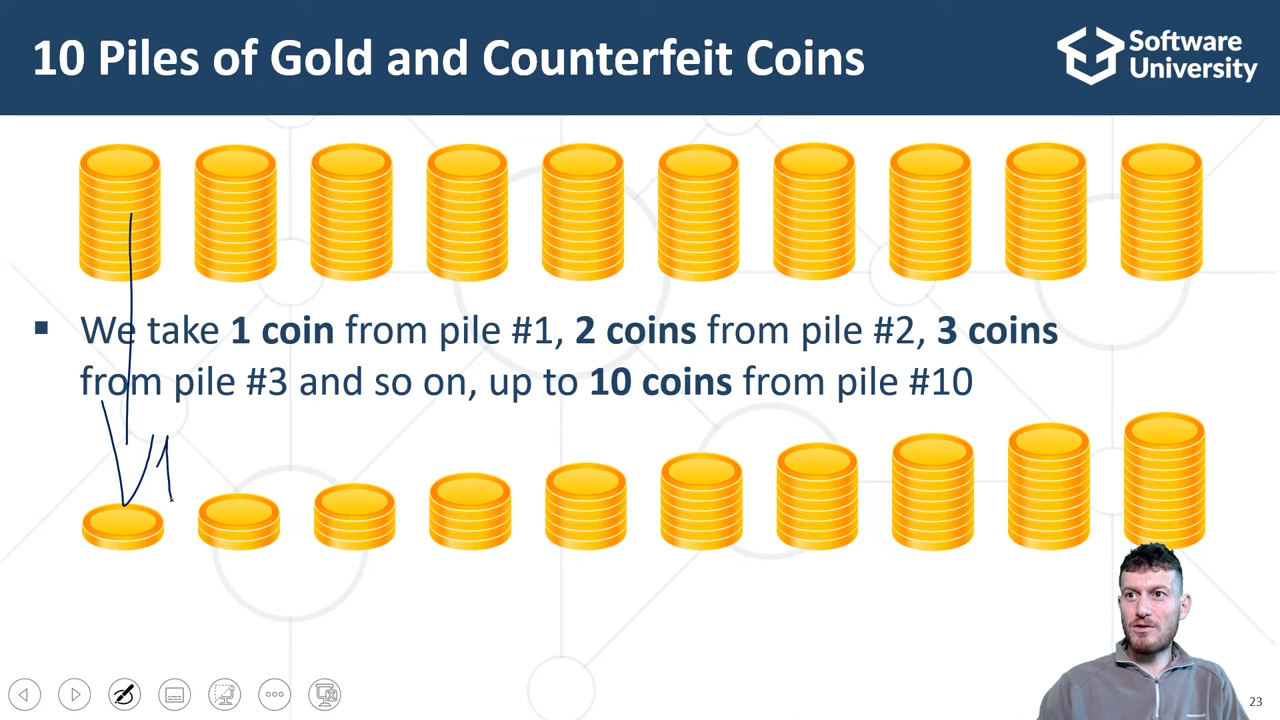 10 Piles of Gold and Counterfeit Coins
Software
University
▪ We take 1 coin from pile #1, 2 coins from pile #2, 3 coins
from pile #3 and so on, up to 10 coins from pile #10
1
23